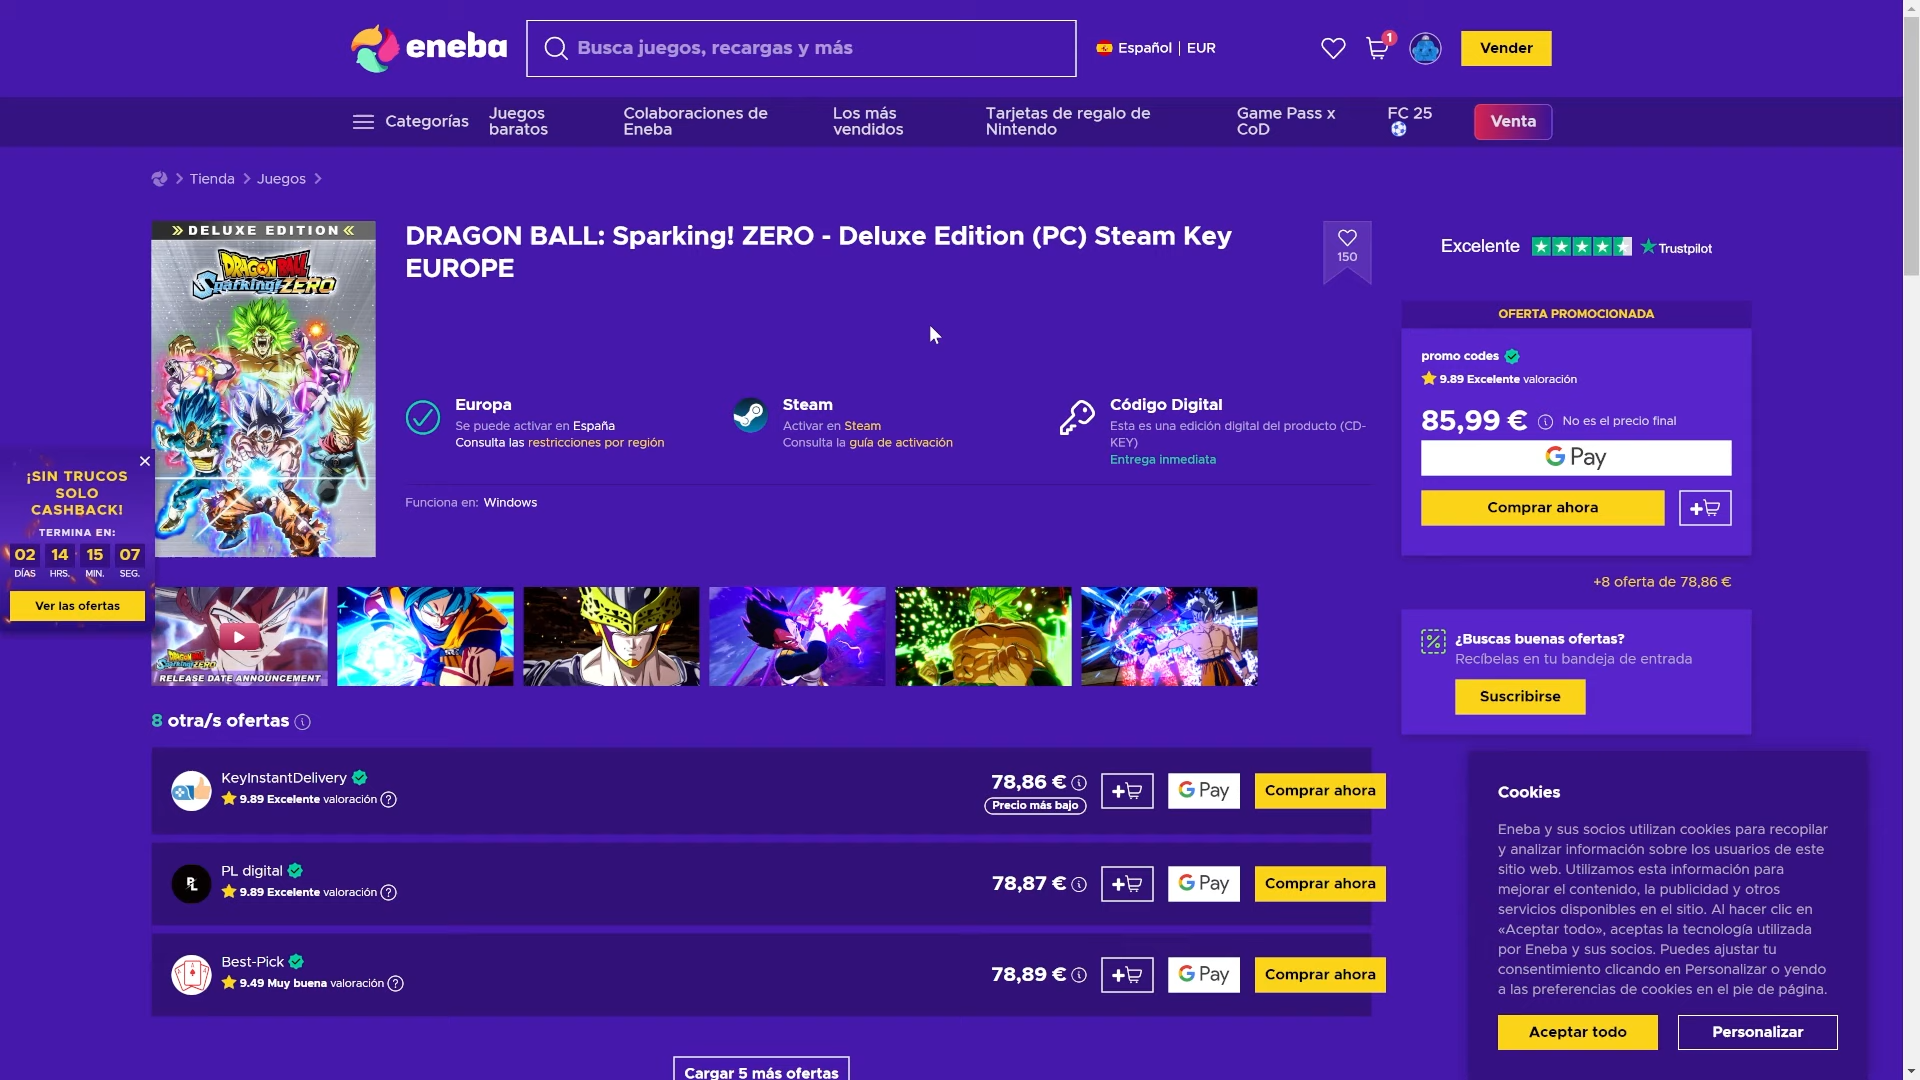 eneba
Busca juegos, recargas y más
Español | EUR
1
Vender
Categorías
Juegos baratos
Colaboraciones de Eneba
Los más vendidos
Tarjetas de regalo de Nintendo
Game Pass x CoD
FC 25
Venta
Tienda
Juegos
DELUXE EDITION
DRAGON BALL
Sparking! ZERO
DRAGON BALL: Sparking! ZERO - Deluxe Edition (PC) Steam Key
EUROPE
150
Excelente
Trustpilot
Europa
Se puede activar en España
Consulta las restricciones por región
Steam
Activar en Steam
Consulta la guía de activación
Código Digital
Esta es una edición digital del producto (CD-
KEY)
Entrega inmediata
Funciona en: Windows
OFERTA PROMOCIONADA
promo codes
9.89 Excelente valoración
85,99 € No es el precio final
G Pay
Comprar ahora
+8 oferta de 78,86 €
¿Buscas buenas ofertas?
Recíbelas en tu bandeja de entrada
Suscribirse
¡SIN TRUCOS
SOLO
CASHBACK!
TERMINA EN:
02 14 15 07
DÍAS HRS. MIN. SEG.
Ver las ofertas
DRAGON BALL
Sparking! ZERO
RELEASE DATE ANNOUNCEMENT
8 otra/s ofertas
KeyInstantDelivery
9.89 Excelente valoración
78,86 €
Precio más bajo
G Pay
Comprar ahora
PL digital
9.89 Excelente valoración
78,87 €
G Pay
Comprar ahora
Best-Pick
9.49 Muy buena valoración
78,89 €
G Pay
Comprar ahora
Cargar 5 más ofertas
Cookies
Eneba y sus socios utilizan cookies para recopilar
y analizar información sobre los usuarios de este
sitio web. Utilizamos esta información para
mejorar el contenido, la publicidad y otros
servicios disponibles en el sitio. Al hacer clic en
«Aceptar todo», aceptas la tecnología utilizada
por Eneba y sus socios. Puedes ajustar tu
consentimiento clicando en Personalizar o yendo
a las preferencias de cookies en el pie de página.
Aceptar todo
Personalizar